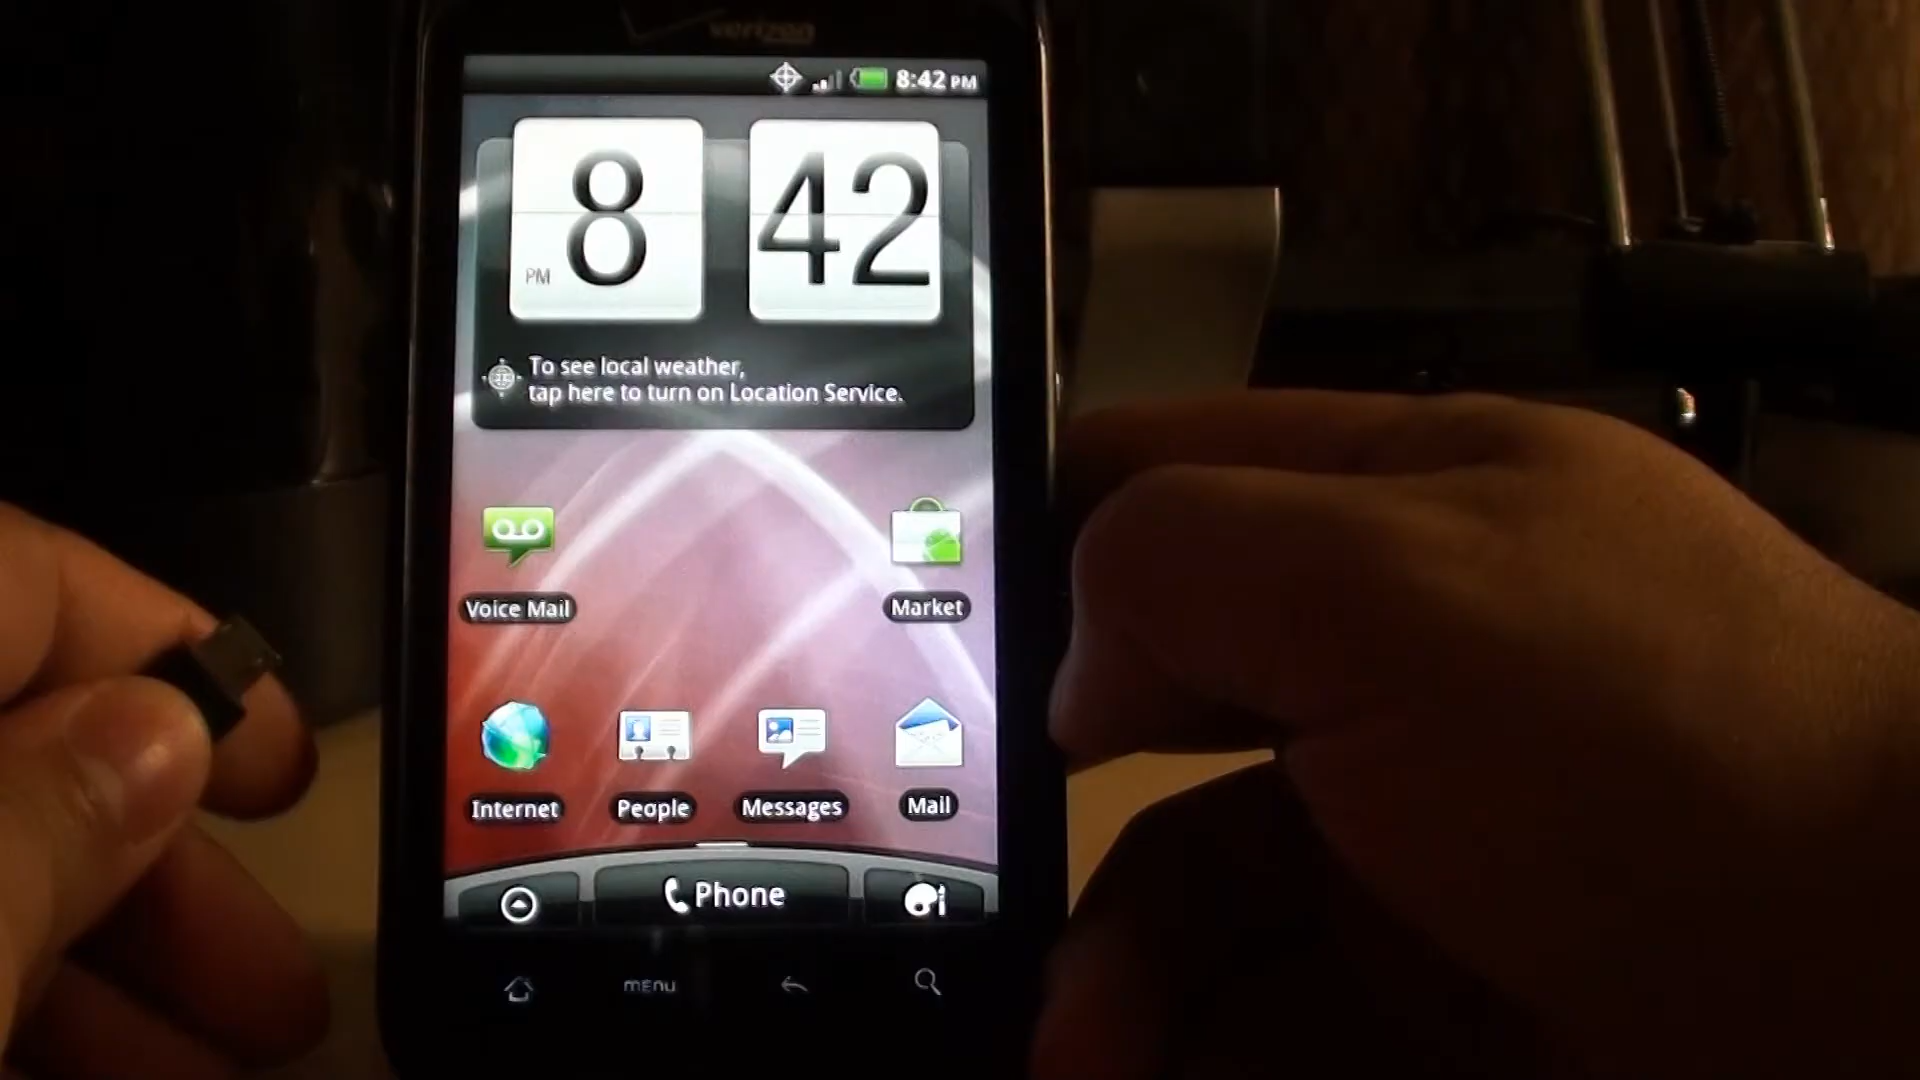 verizon
8:42 PM
8 42
PM
To see local weather,
tap here to turn on Location Service.
Voice Mail
Market
Internet People Messages Mail
Phone
menu